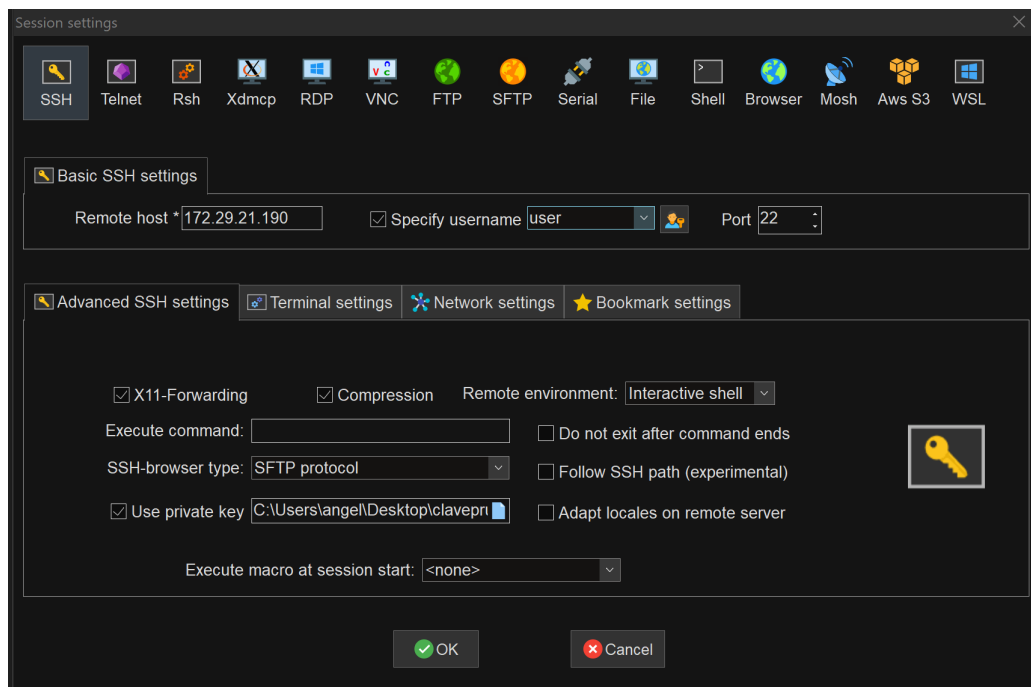 Session settings
SSH Telnet Rsh Xdmcp RDP VNC FTP SFTP Serial File Shell Browser Mosh Aws S3 WSL
Basic SSH settings
Remote host * 172.29.21.190 Specify username user Port 22
Advanced SSH settings Terminal settings Network settings Bookmark settings
X11-Forwarding Compression Remote environment: Interactive shell
Execute command: Do not exit after command ends
SSH-browser type: SFTP protocol Follow SSH path (experimental)
Use private key C:\Users\angel\Desktop\clavepri Adapt locales on remote server
Execute macro at session start: <none>
OK Cancel